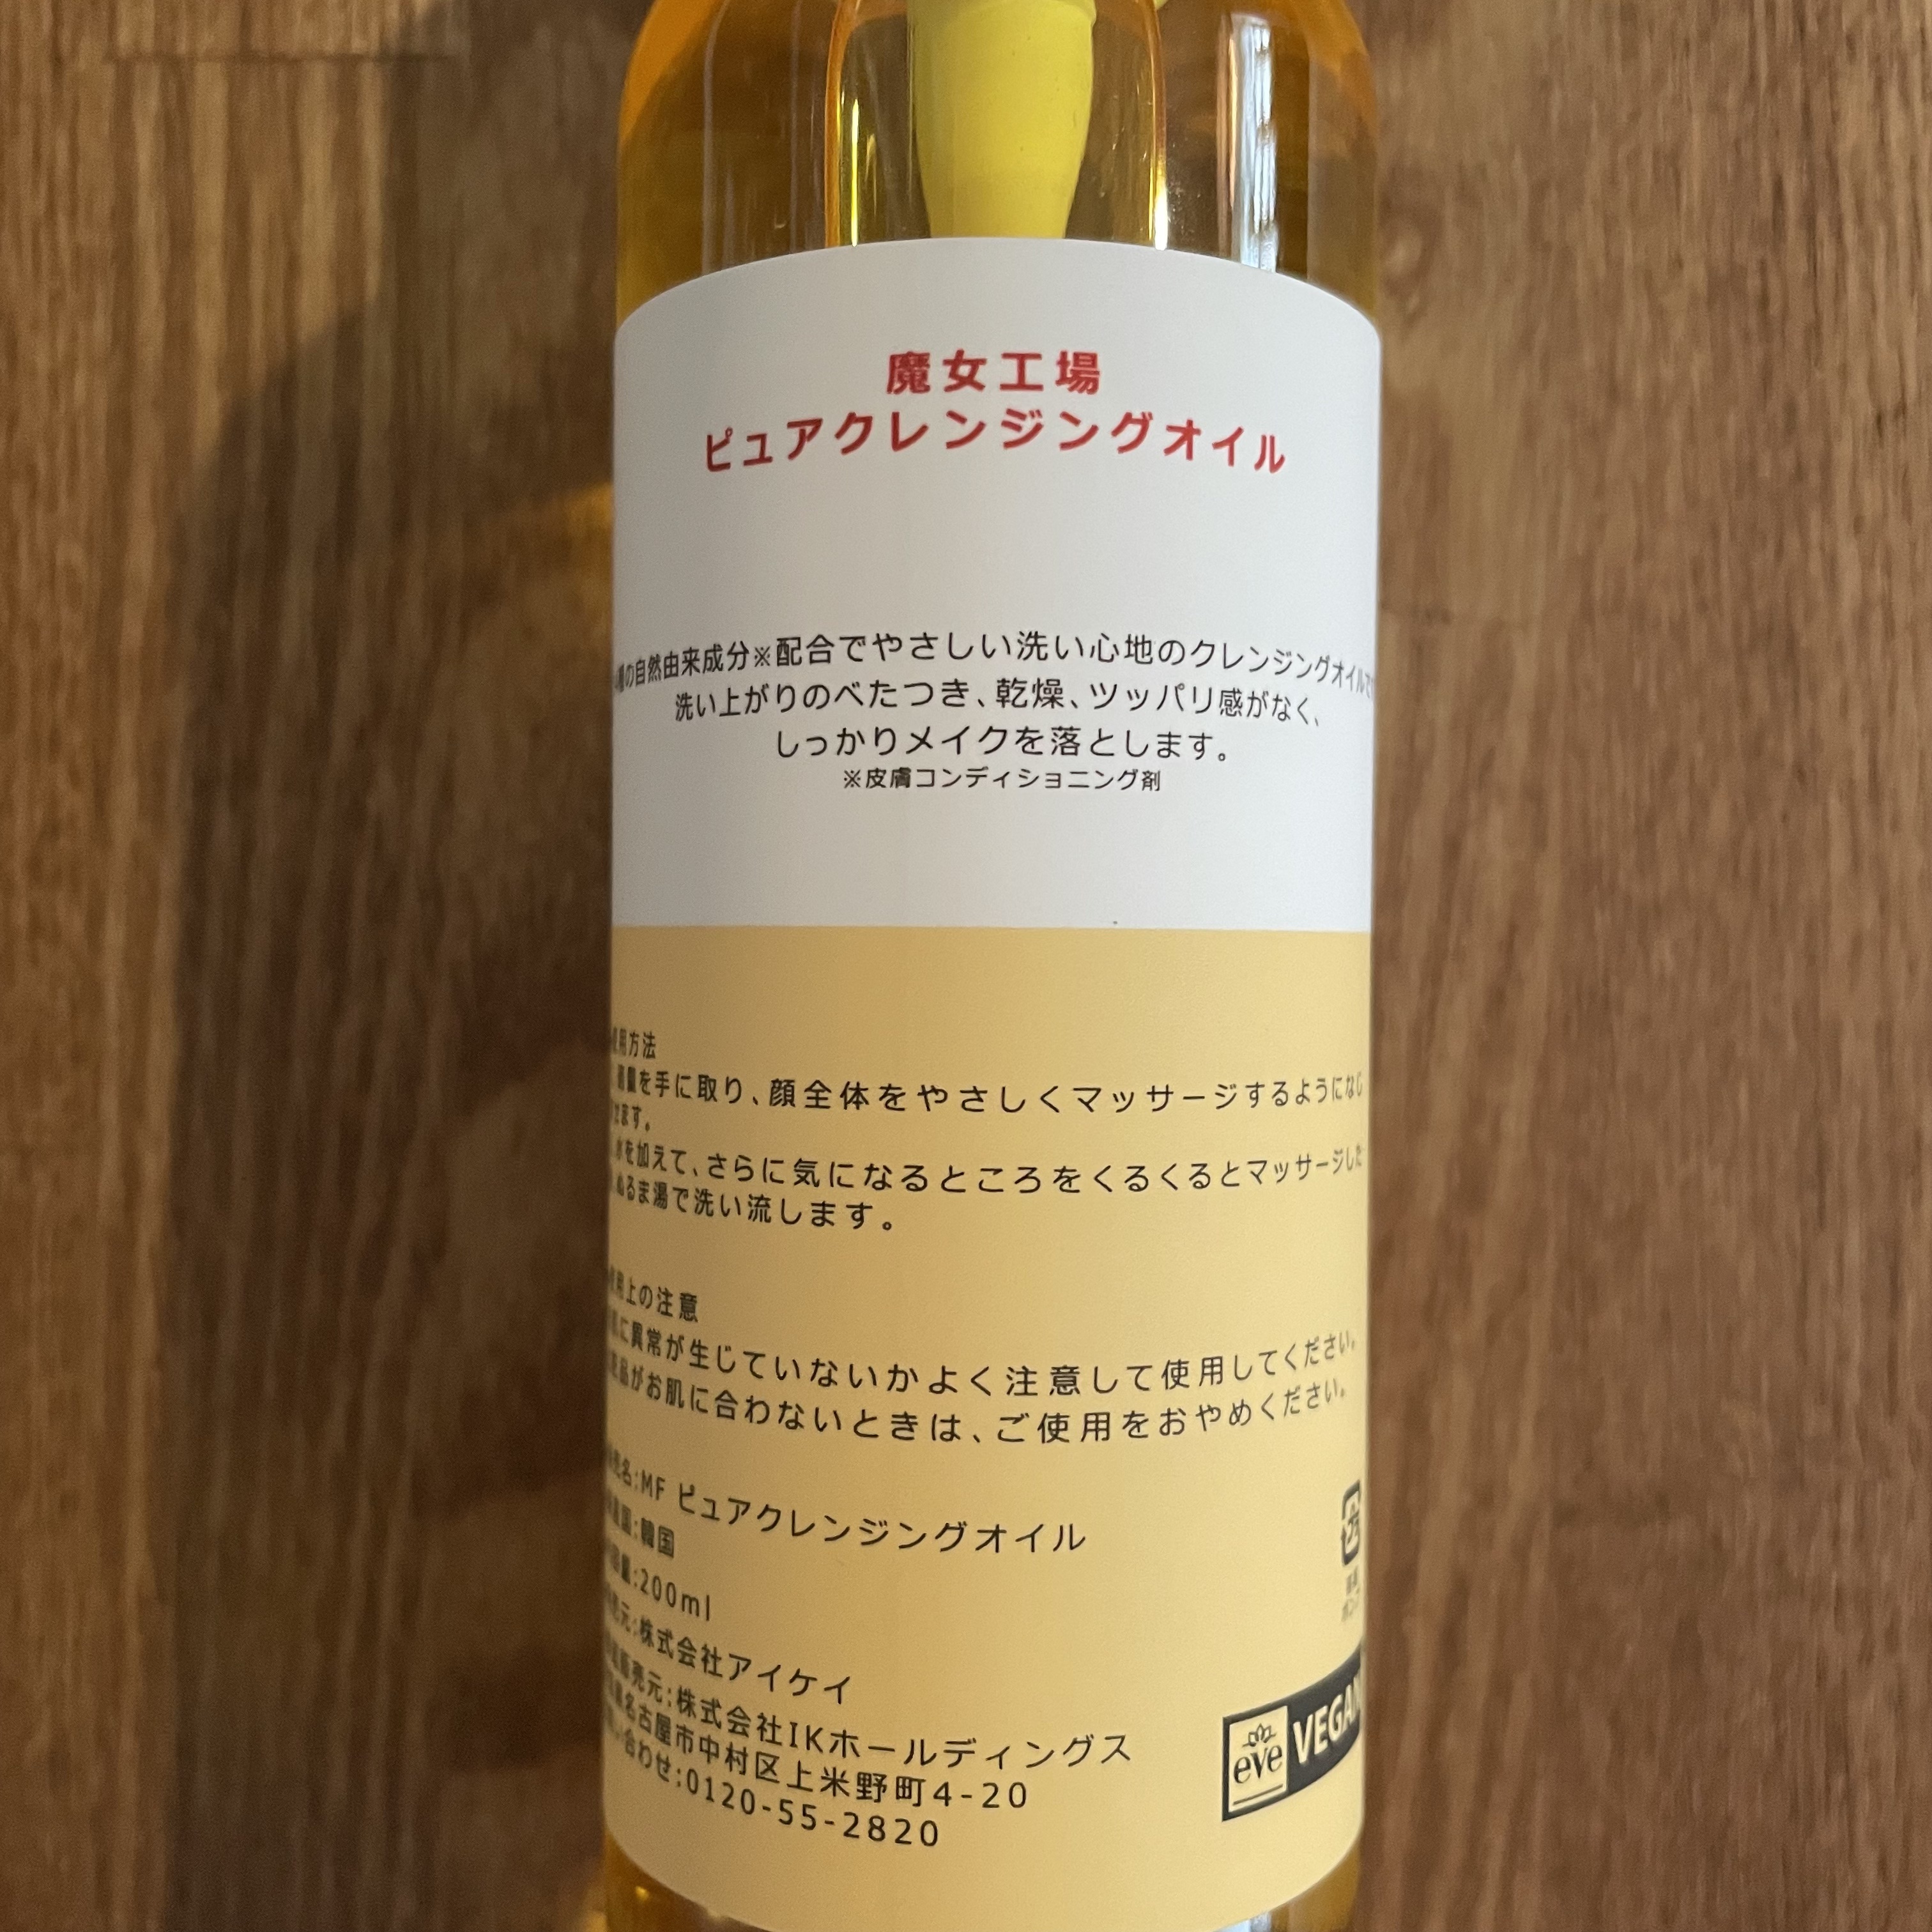 魔女工場
ピュアクレンジングオイル
の自然由来成分※配合でやさしい洗い心地のクレンジングオイルで
洗い上がりのべたつき、乾燥、ツッパリ感がなく、
しっかりメイクを落とします。
※皮膚コンディショニング剤
用方法
適量を手に取り、顔全体をやさしくマッサージするようになじ
せます。
水を加えて、さらに気になるところをくるくるとマッサージした
ぬるま湯で洗い流します。
用上の注意
に異常が生じていないかよく注意して使用してください。
品がお肌に合わないときは、ご使用をおやめください。
売名:MF ピュアクレンジングオイル
国:韓国
量:200ml
元:株式会社アイケイ
販売元:株式会社IKホールディングス
名古屋市中村区上米野町4-20
合わせ:0120-55-2820
eve VEGAN